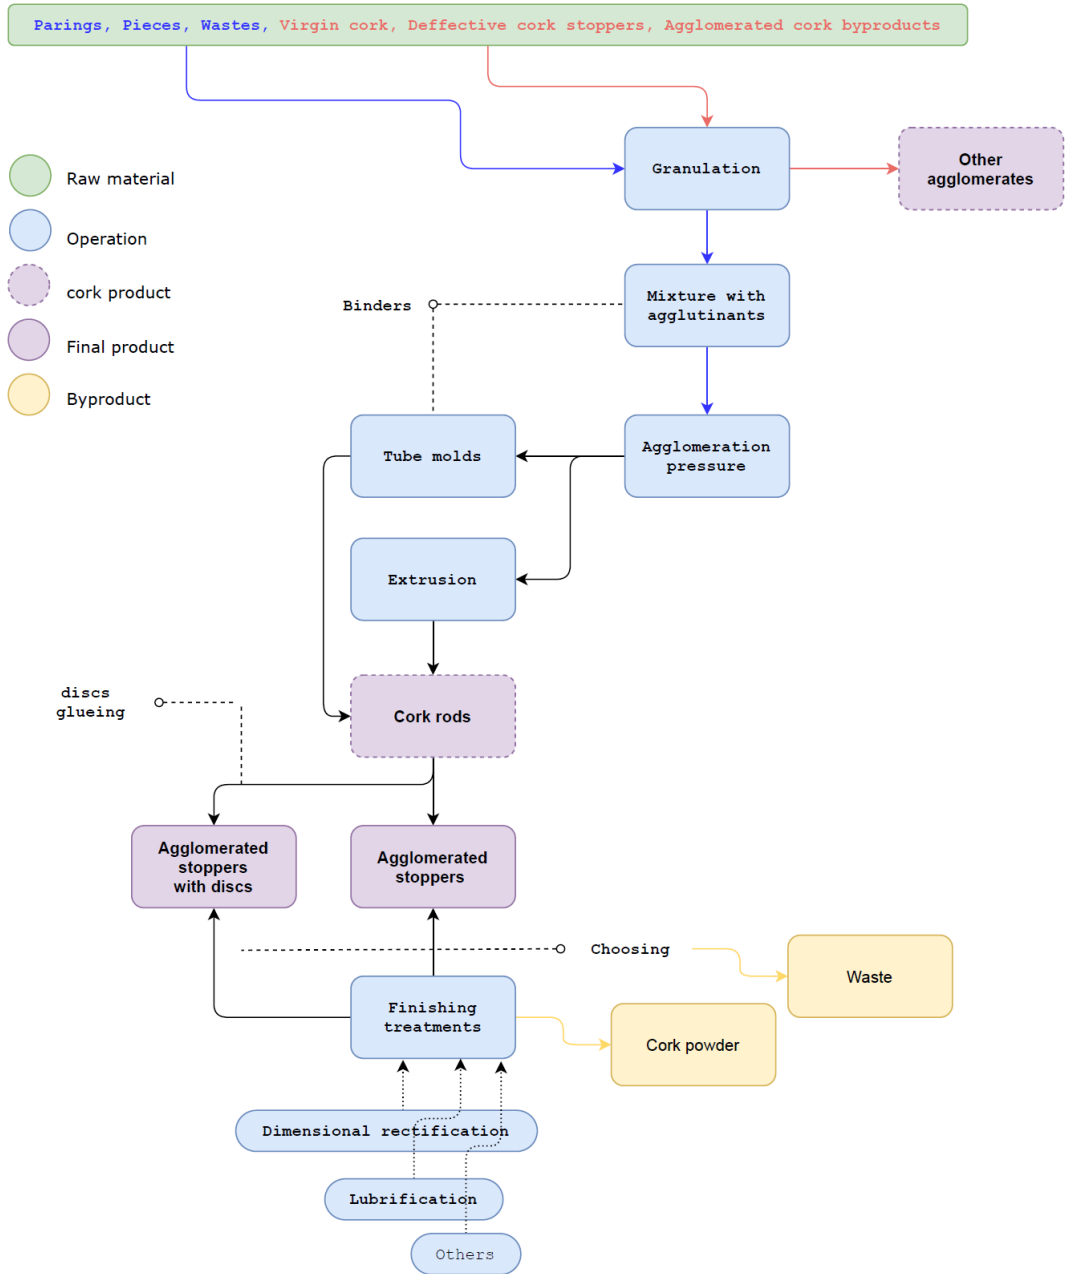 Parings, Pieces, Wastes, Virgin cork, Deffective cork stoppers, Agglomerated cork byproducts
Granulation
Other
agglomerates
Raw material
Operation
cork product
Final product
Byproduct
Binders
Mixture with
agglutinants
Tube molds
Agglomeration
pressure
Extrusion
discs
glueing
Cork rods
Agglomerated
stoppers
with discs
Agglomerated
stoppers
Choosing
Waste
Finishing
treatments
Cork powder
Dimensional rectification
Lubrification
Others